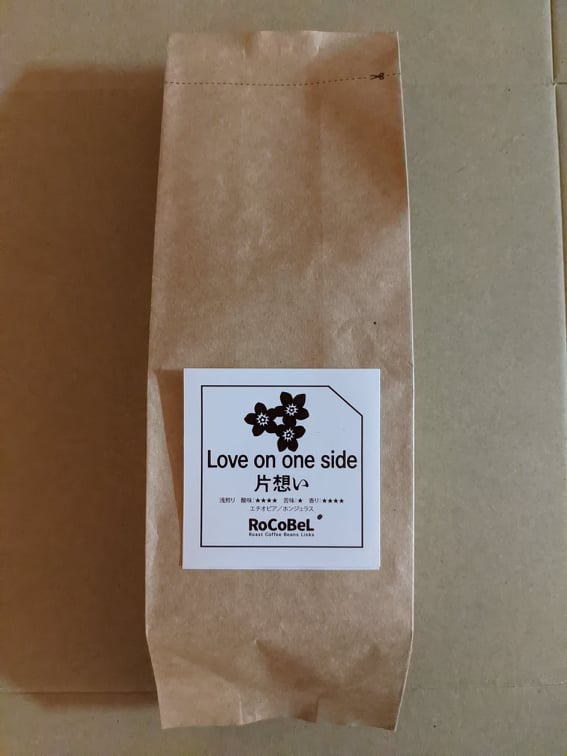 Love on one side
片想い
浅煎り 酸味:★★★★ 苦味:★ 香り:★★★★
エチオピア/ホンジュラス
RoCoBeL
Roast Coffee Beans Links